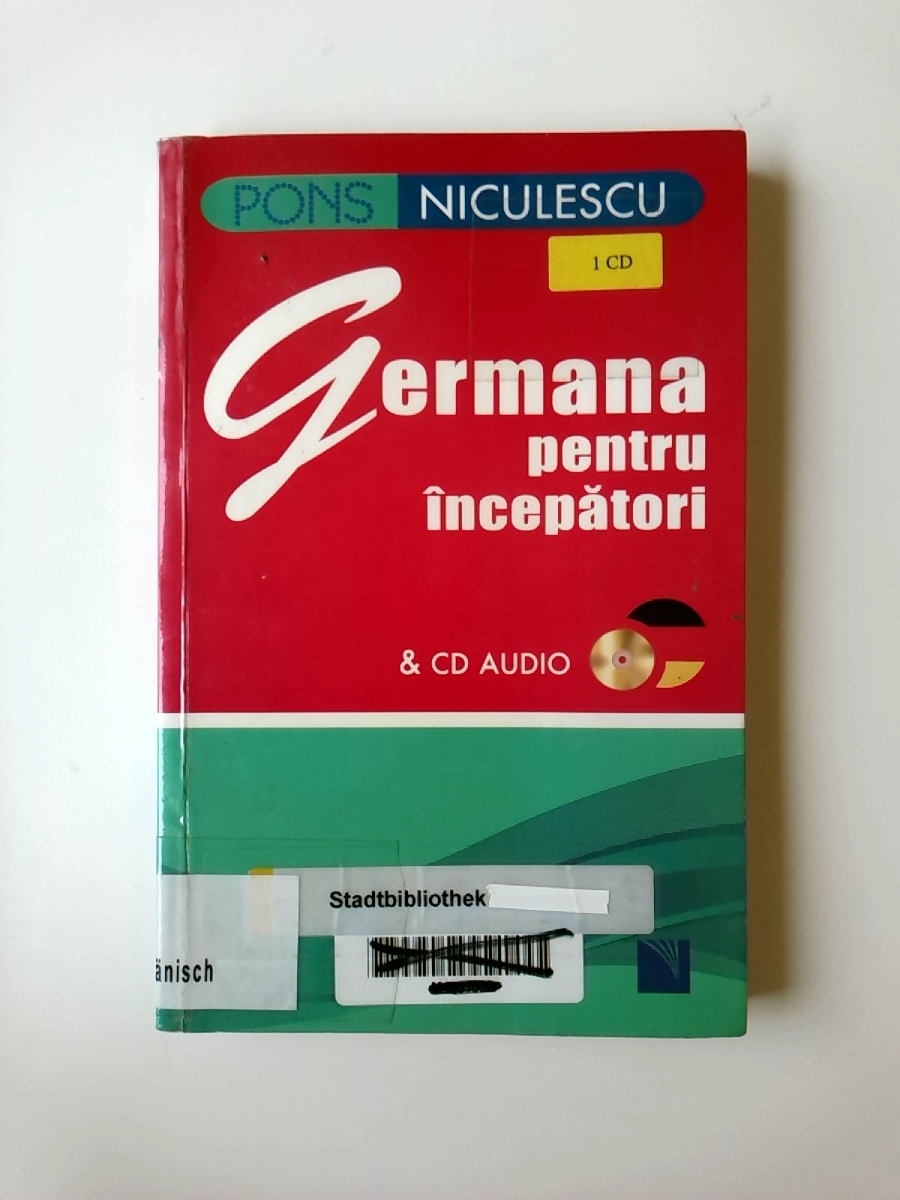 PONS NICULESCU
1 CD
Germana
pentru
începători
& CD AUDIO
Stadtbibliothek
änisch